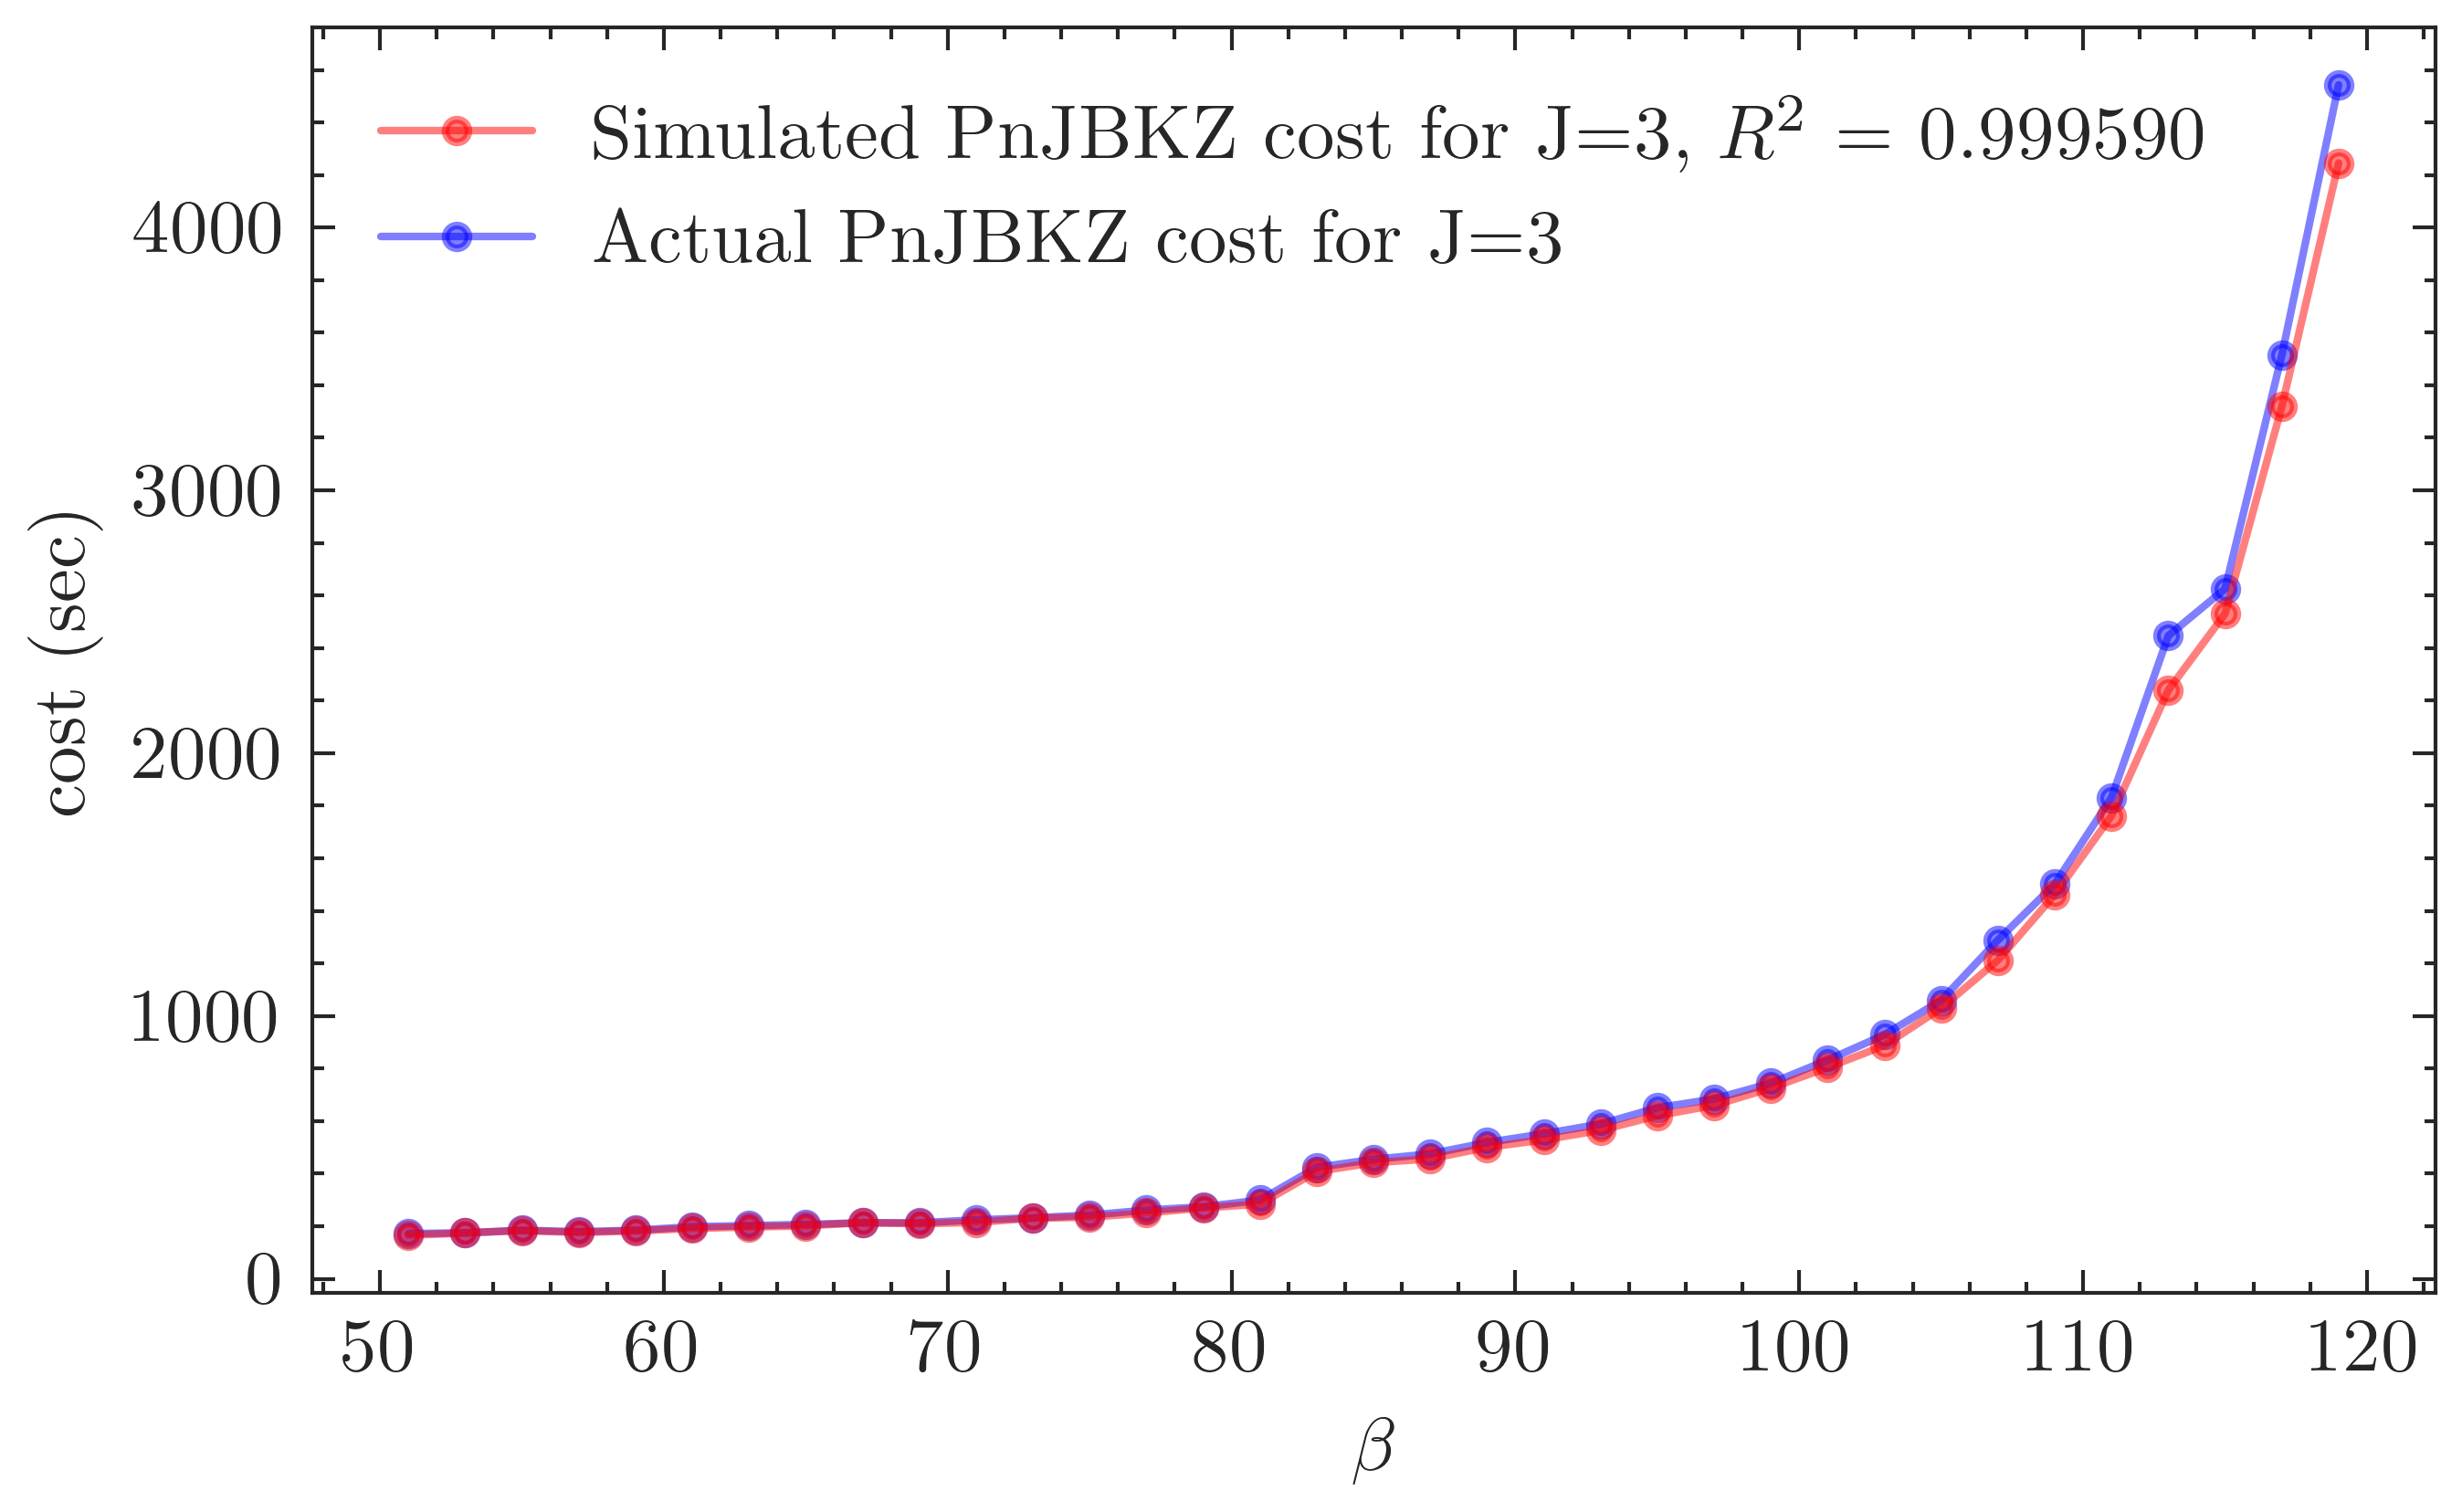 Simulated PnJBKZ cost for J=3, R² = 0.999590
Actual PnJBKZ cost for J=3
cost (sec)
4000
3000
2000
1000
0
50 60 70 80 90 100 110 120
β